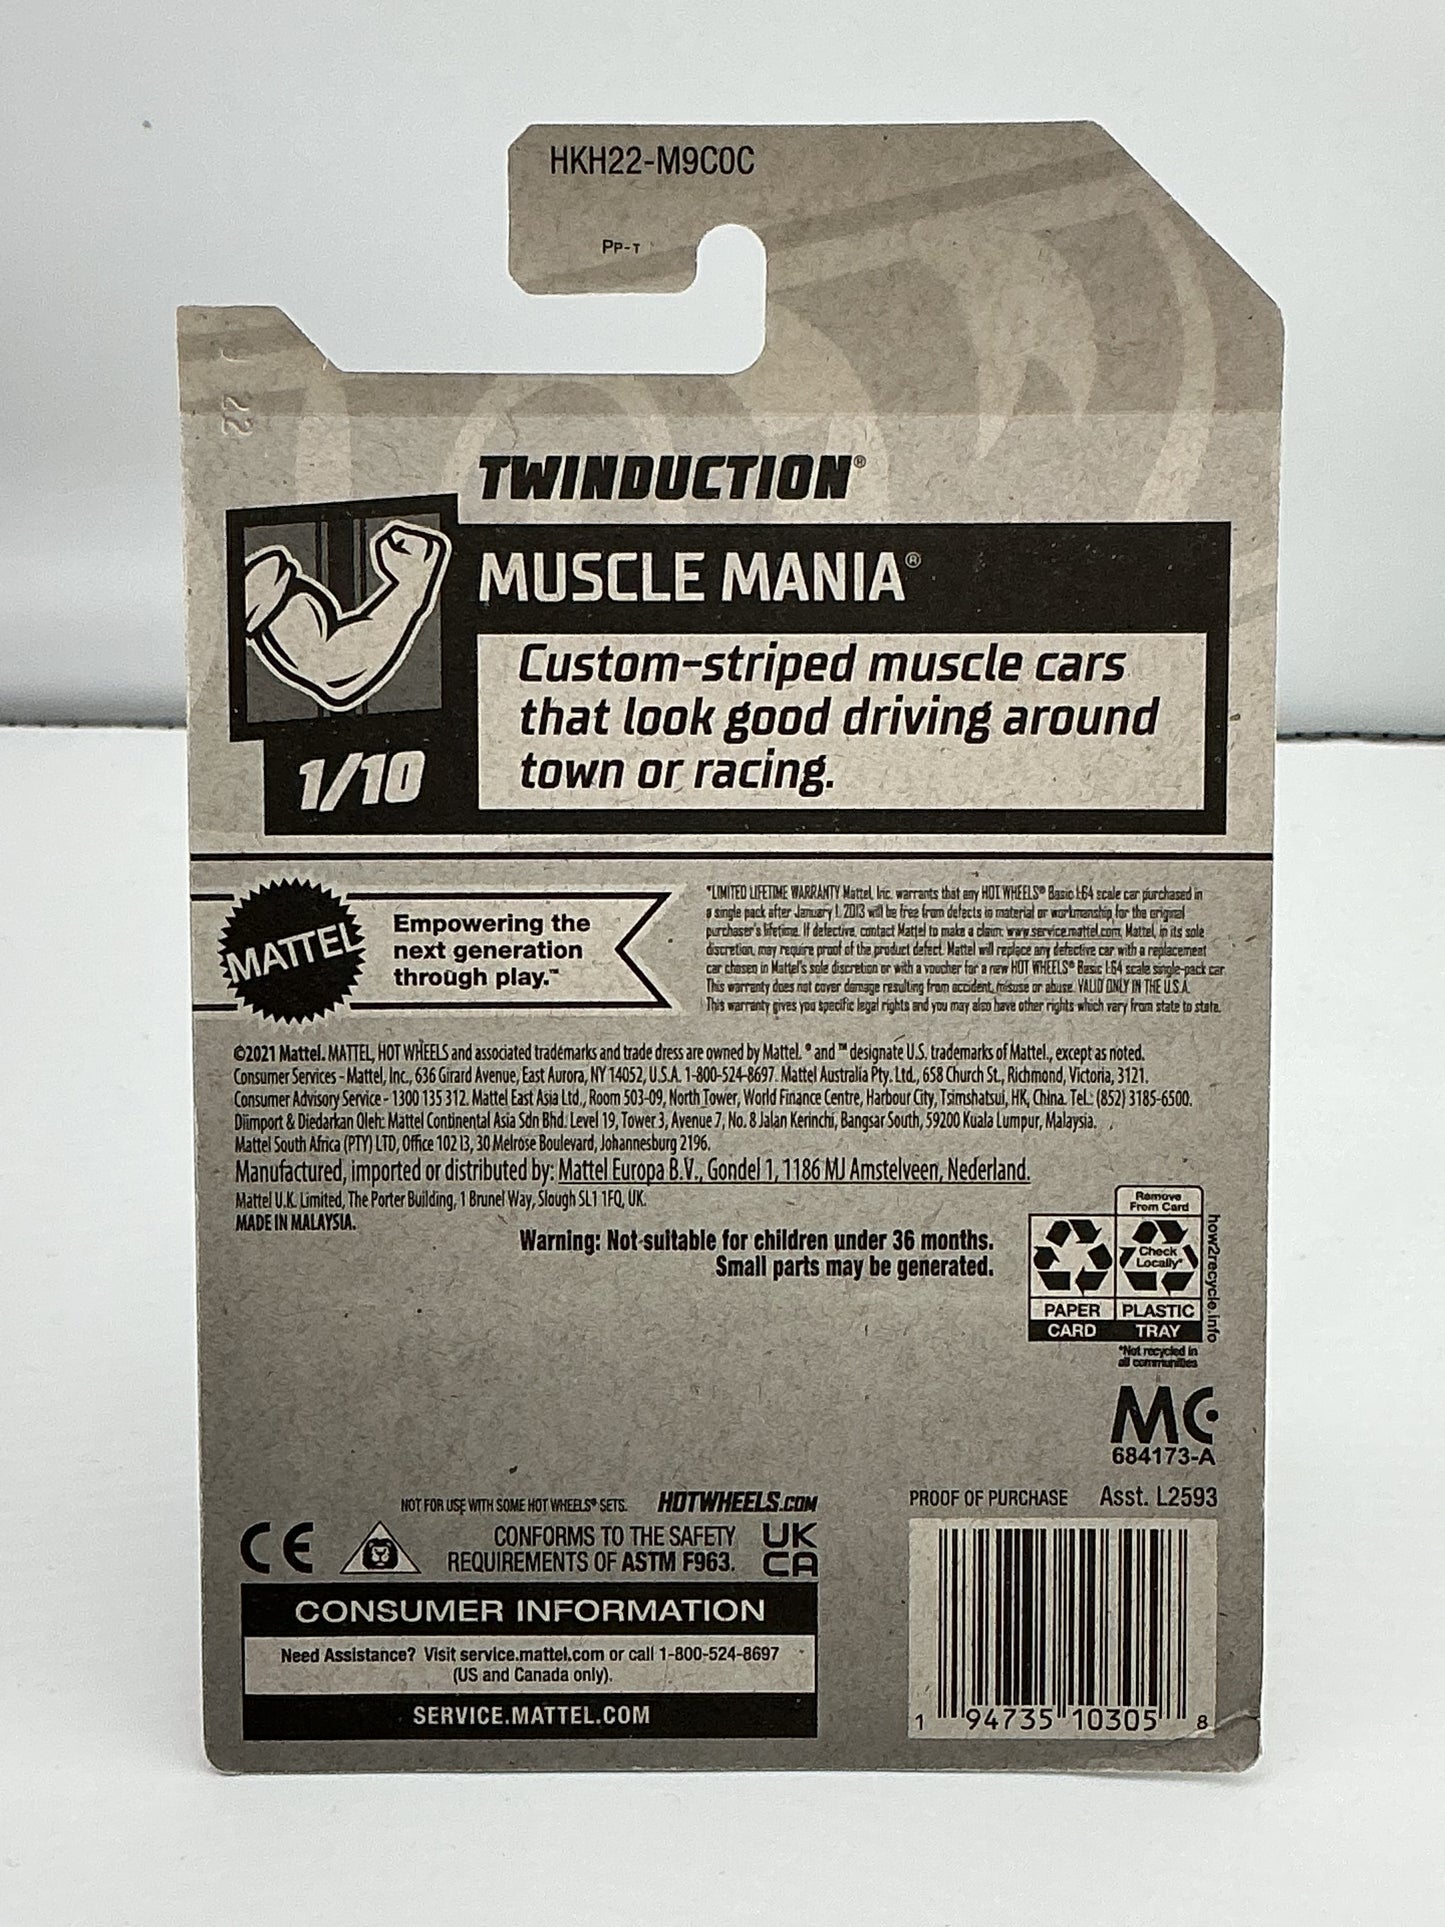 HKH22-M9C0C
PP-T
22
TWINDUCTION®
MUSCLE MANIA®
Custom-striped muscle cars
that look good driving around
town or racing.
1/10
MATTEL
Empowering the
next generation
through play.™
*LIMITED LIFETIME WARRANTY Mattel, Inc. warrants that any HOT WHEELS® Basic 1:64 scale car purchased in
a single pack after January 1, 2013 will be free from defects in material or workmanship for the original
purchaser's lifetime. If defective, contact Mattel to make a claim: www.service.mattel.com. Mattel, in its sole
discretion, may require proof of the product defect. Mattel will replace any defective car with a replacement
car chosen in Mattel's sole discretion or with a voucher for a new HOT WHEELS® Basic 1:64 scale single-pack car.
This warranty does not cover damage resulting from accident, misuse or abuse. VALID ONLY IN THE U.S.A.
This warranty gives you specific legal rights and you may also have other rights which vary from state to state.
©2021 Mattel. MATTEL, HOT WHEELS and associated trademarks and trade dress are owned by Mattel. ® and ™ designate U.S. trademarks of Mattel., except as noted.
Consumer Services - Mattel, Inc., 636 Girard Avenue, East Aurora, NY 14052, U.S.A. 1-800-524-8697. Mattel Australia Pty. Ltd., 658 Church St., Richmond, Victoria, 3121.
Consumer Advisory Service - 1300 135 312. Mattel East Asia Ltd., Room 503-09, North Tower, World Finance Centre, Harbour City, Tsimshatsui, HK, China. Tel.: (852) 3185-6500.
Diimport & Diedarkan Oleh: Mattel Continental Asia Sdn Bhd. Level 19, Tower 3, Avenue 7, No. 8 Jalan Kerinchi, Bangsar South, 59200 Kuala Lumpur, Malaysia.
Mattel South Africa (PTY) LTD, Office 102 I3, 30 Melrose Boulevard, Johannesburg 2196.
Manufactured, imported or distributed by: Mattel Europa B.V., Gondel 1, 1186 MJ Amstelveen, Nederland.
Mattel U.K. Limited, The Porter Building, 1 Brunel Way, Slough SL1 1FQ, UK.
MADE IN MALAYSIA.
Warning: Not suitable for children under 36 months.
Small parts may be generated.
Remove
From Card
Check
Locally*
PAPER
PLASTIC
CARD
TRAY
how2recycle.info
*Not recycled in
all communities
MC
684173-A
NOT FOR USE WITH SOME HOT WHEELS® SETS.
HOTWHEELS.COM
PROOF OF PURCHASE
Asst. L2593
CE
CONFORMS TO THE SAFETY
REQUIREMENTS OF ASTM F963.
UK
CA
CONSUMER INFORMATION
Need Assistance? Visit service.mattel.com or call 1-800-524-8697
(US and Canada only).
SERVICE.MATTEL.COM
1 94735 10305 8